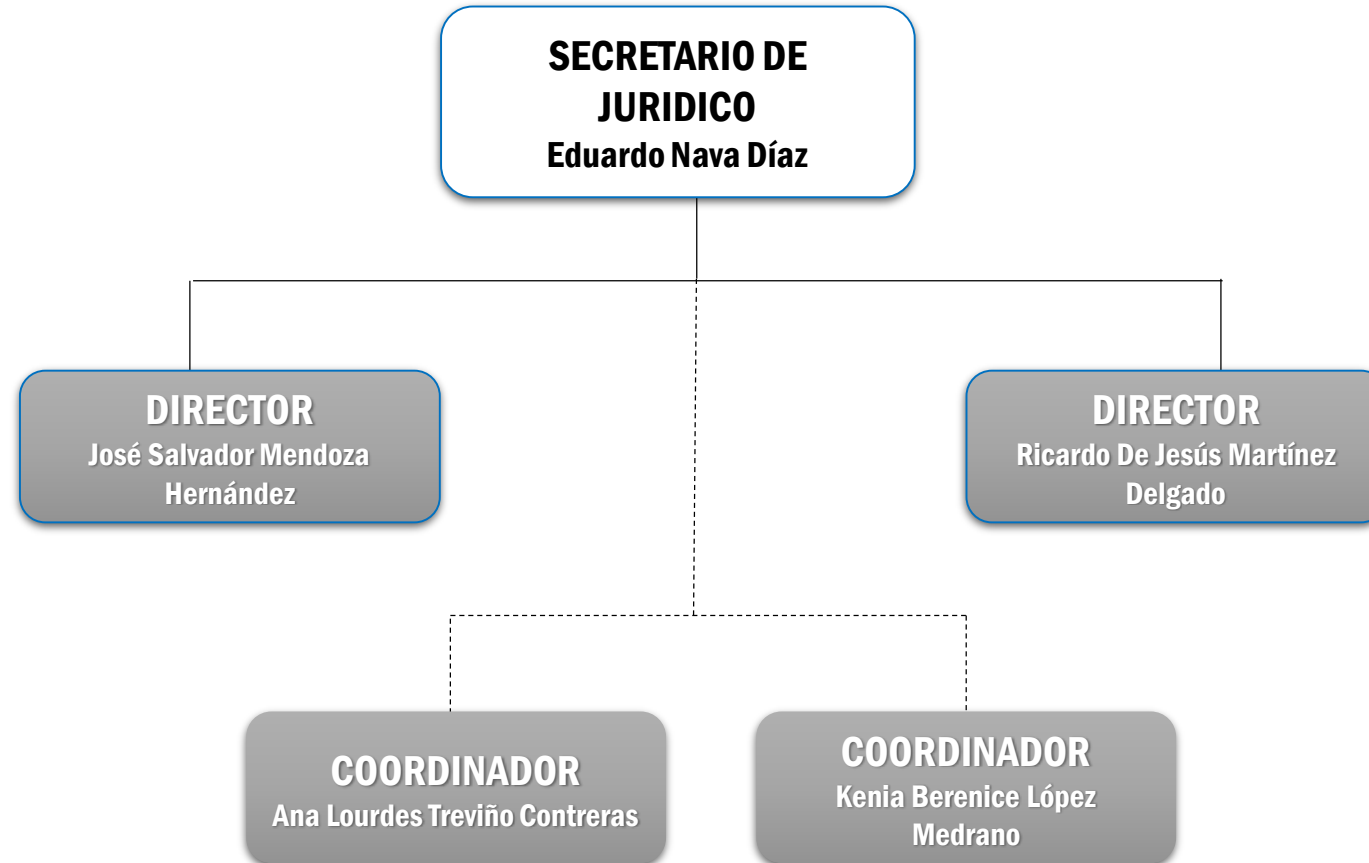 SECRETARIO DE
JURIDICO
Eduardo Nava Díaz
DIRECTOR
José Salvador Mendoza
Hernández
DIRECTOR
Ricardo De Jesús Martínez
Delgado
COORDINADOR
Ana Lourdes Treviño Contreras
COORDINADOR
Kenia Berenice López
Medrano